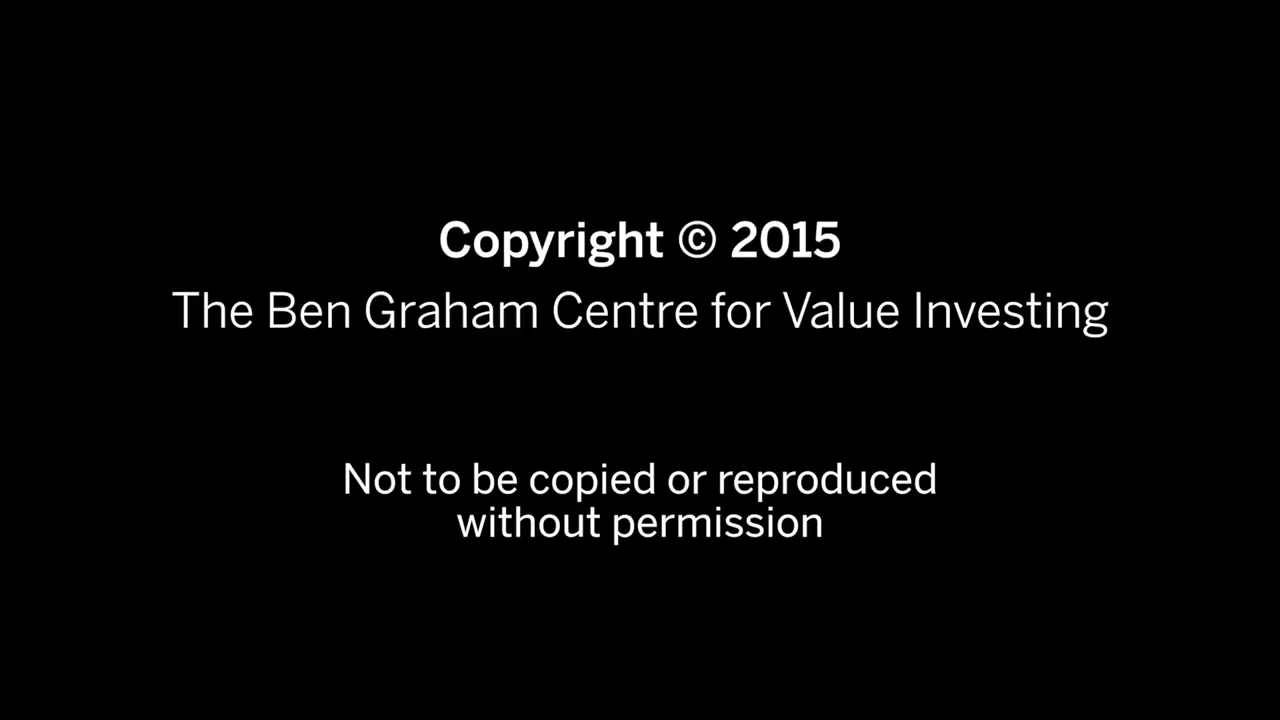 Copyright © 2015
The Ben Graham Centre for Value Investing
Not to be copied or reproduced
without permission